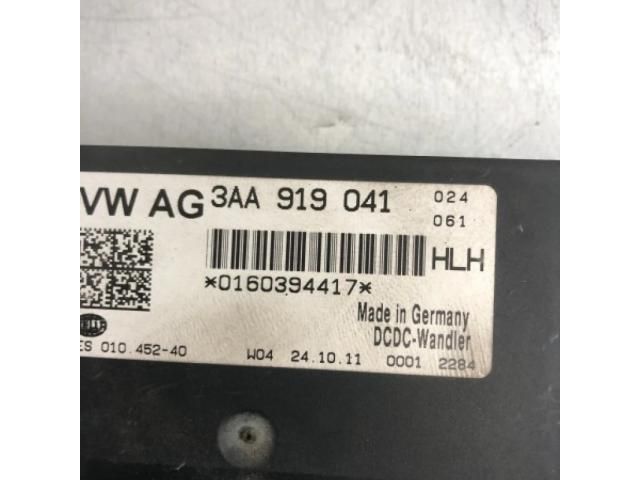 VW AG 3AA 919 041 024
061
HLH
*0160394417*
Made in Germany
DCDC-Wandler
ES 010.452-40 W04 24.10.11 0001 2284